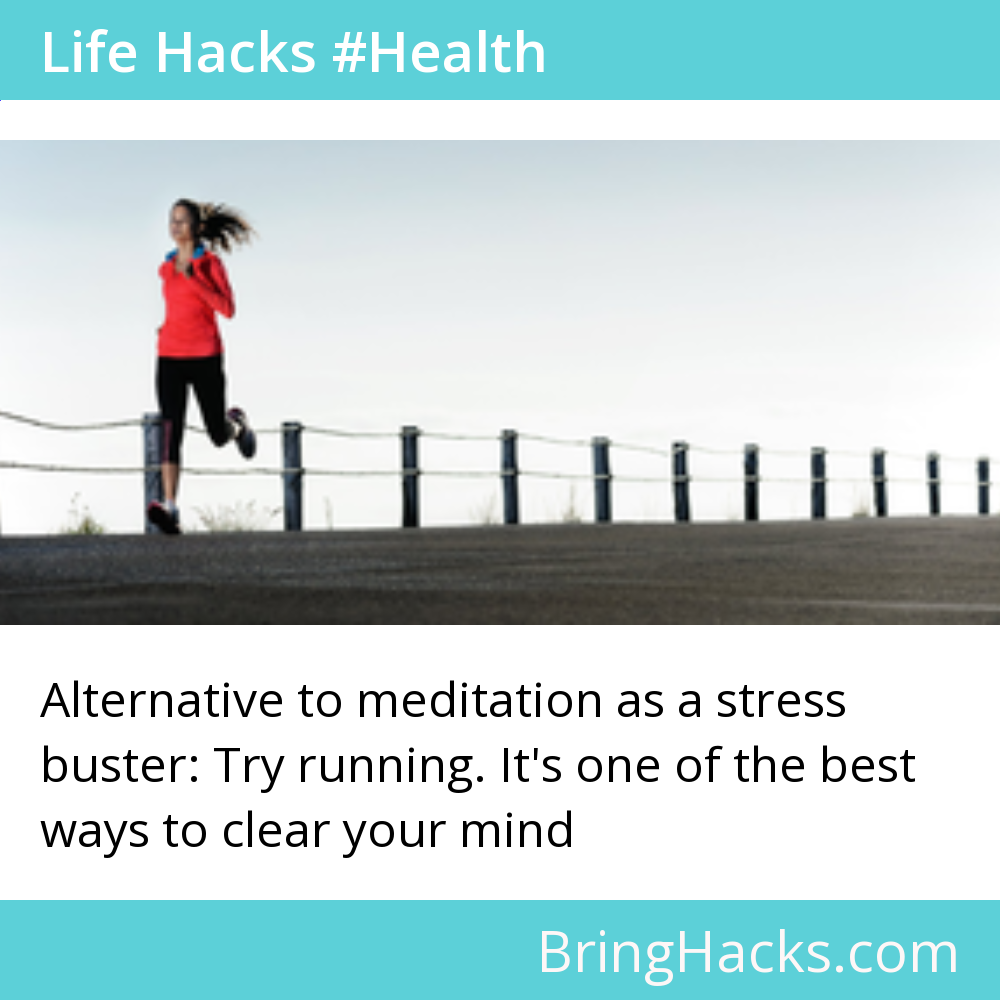 Life Hacks #Health
Alternative to meditation as a stress
buster: Try running. It's one of the best
ways to clear your mind
BringHacks.com